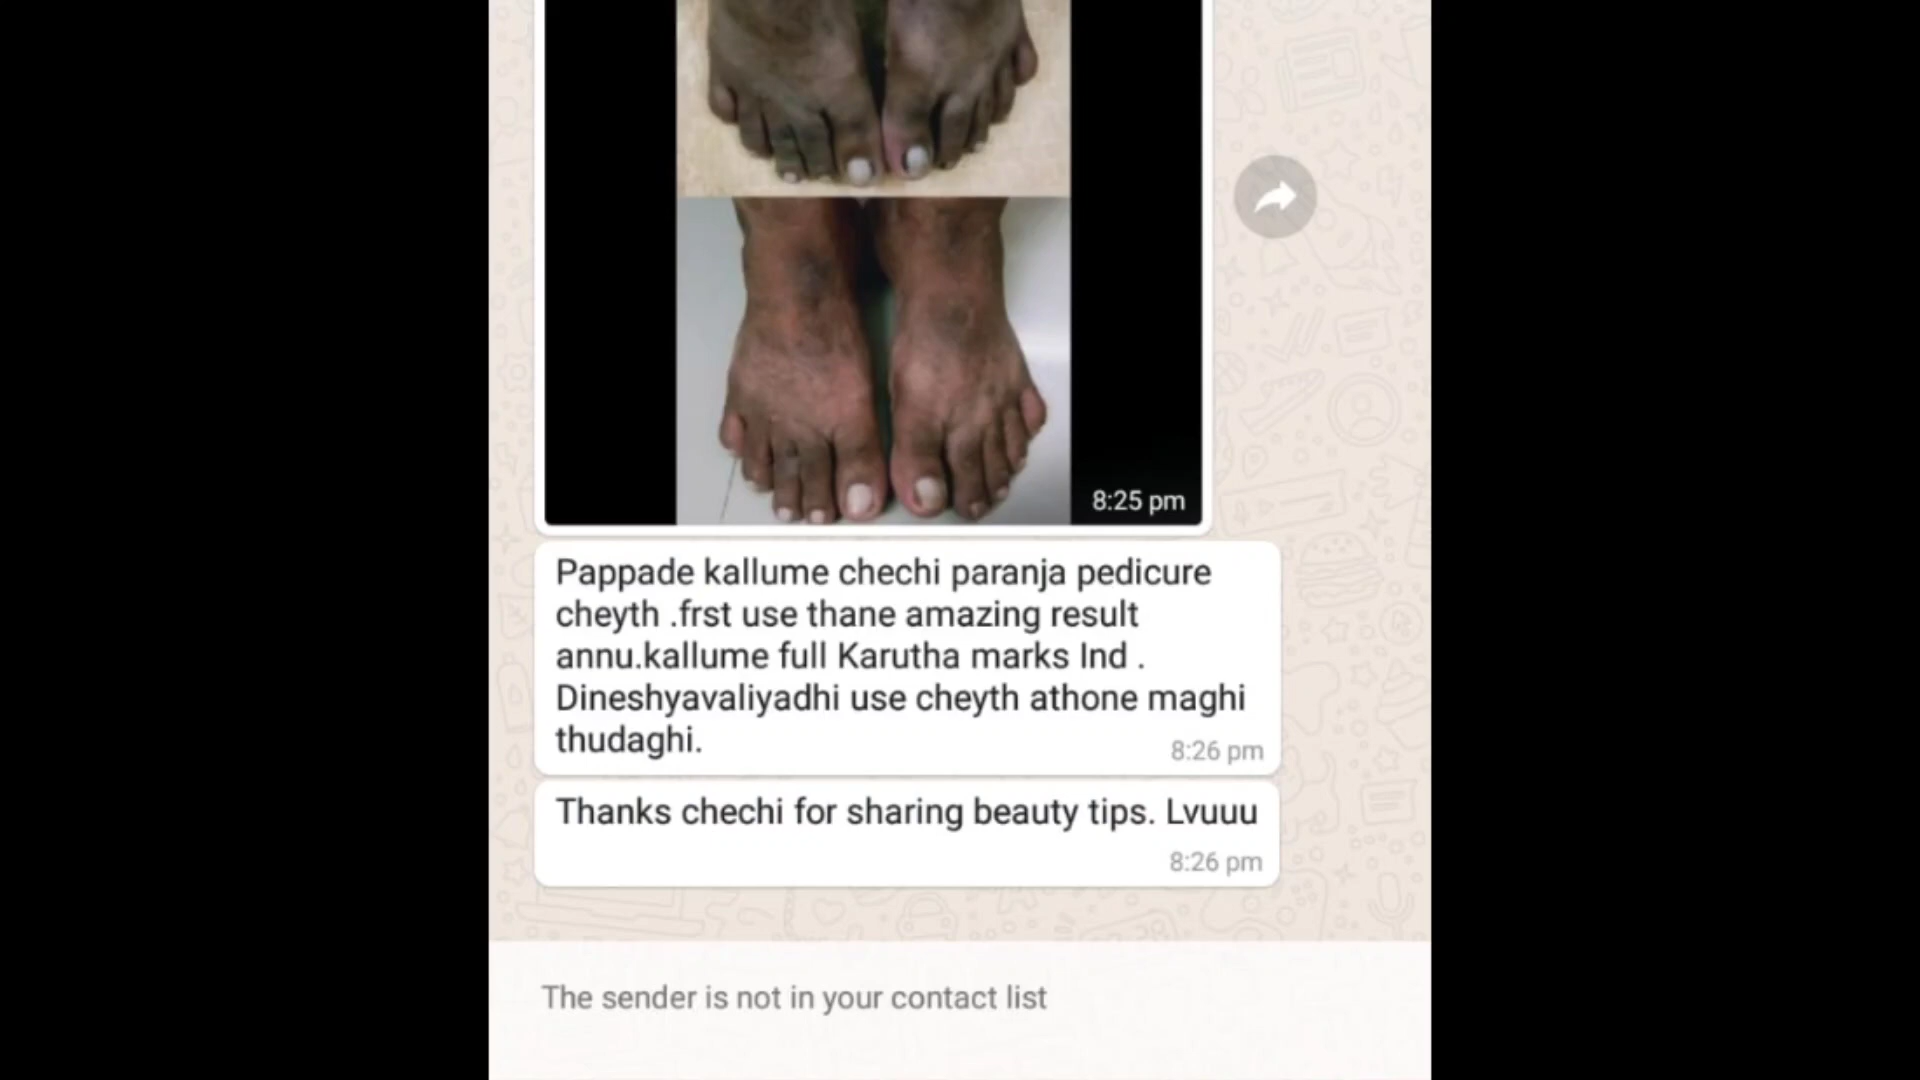 8:25 pm
Pappade kallume chechi paranja pedicure
cheyth .frst use thane amazing result
annu.kallume full Karutha marks Ind .
Dineshyavaliyadhi use cheyth athone maghi
thudaghi.
8:26 pm
Thanks chechi for sharing beauty tips. Lvuuu
8:26 pm
The sender is not in your contact list